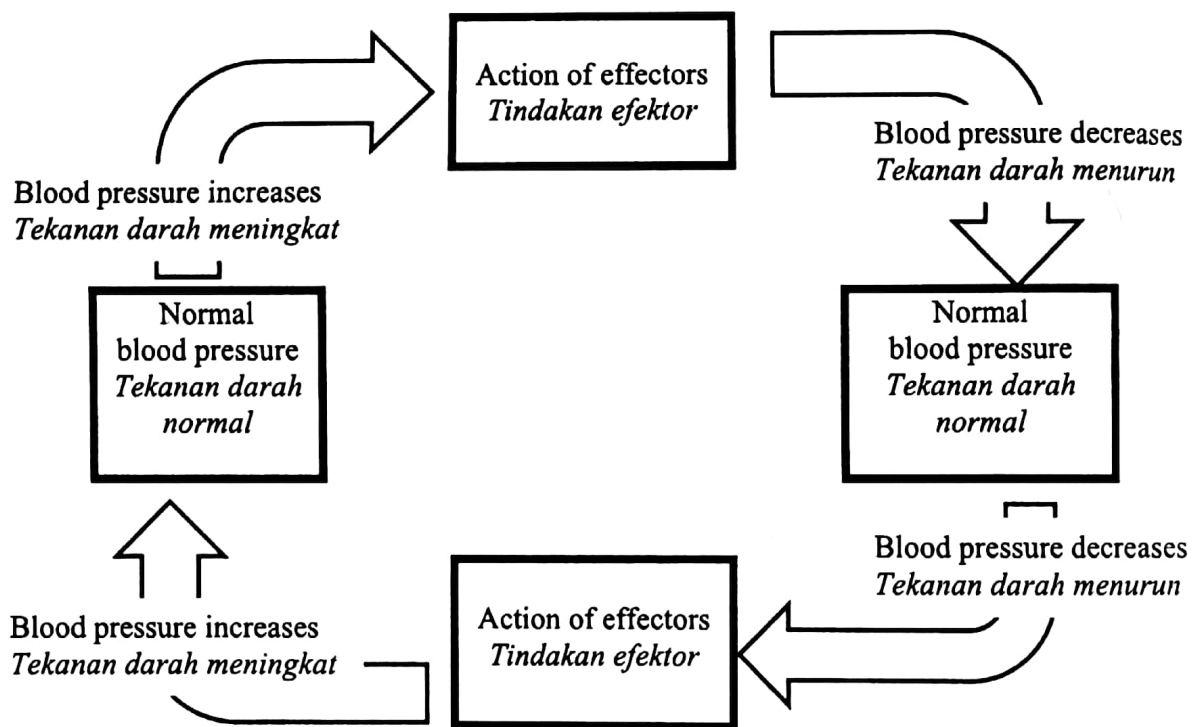 Action of effectors
Tindakan efektor
Blood pressure decreases
Tekanan darah menurun
Blood pressure increases
Tekanan darah meningkat
Normal
blood pressure
Tekanan darah
normal
Normal
blood pressure
Tekanan darah
normal
Blood pressure decreases
Tekanan darah menurun
Action of effectors
Tindakan efektor
Blood pressure increases
Tekanan darah meningkat